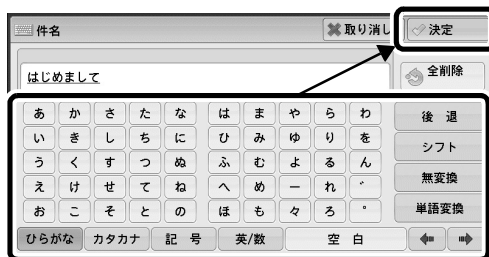 件名 取り消し 決定
はじめまして 全削除
あ か さ た な は ま や ら わ 後 退
い き し ち に ひ み ゆ り を シフト
う く す つ ぬ ふ む よ る ん 無変換
え け せ て ね へ め ー れ ゛ 単語変換
お こ そ と の ほ も 々 ろ ゜
ひらがな カタカナ 記 号 英/数 空 白